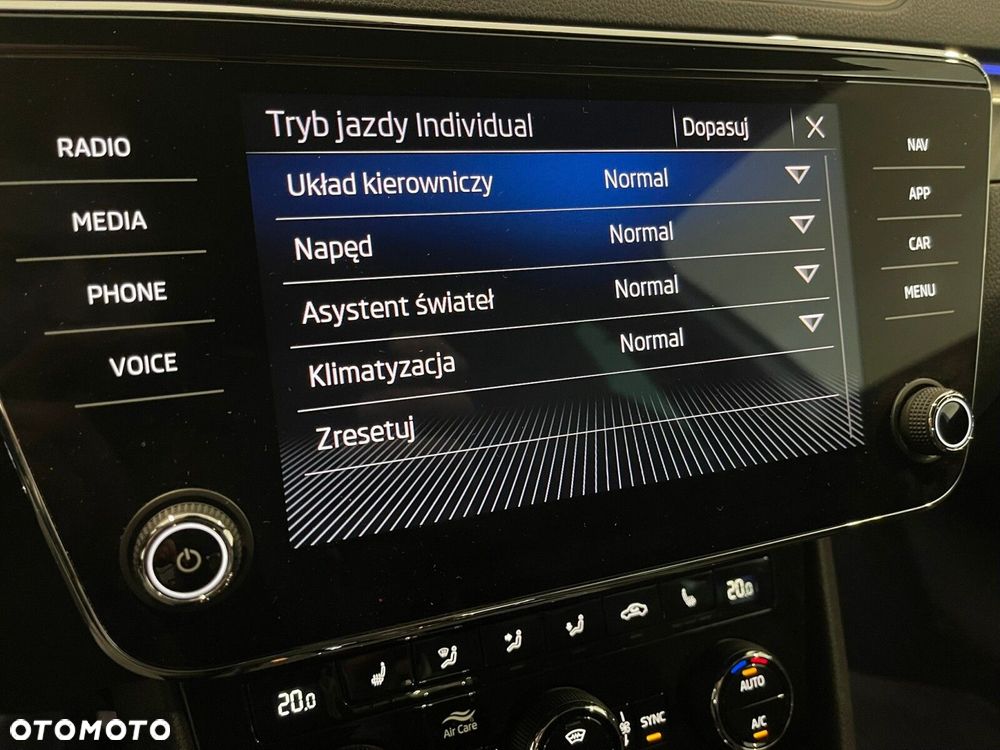 Tryb jazdy Individual Dopasuj X
Układ kierowniczy Normal
Napęd Normal
Asystent świateł Normal
Klimatyzacja Normal
Zresetuj
RADIO
MEDIA
PHONE
VOICE
NAV
APP
CAR
MENU
20.0
20.0
Air Care
SYNC
AUTO
A/C
OTOMOTO